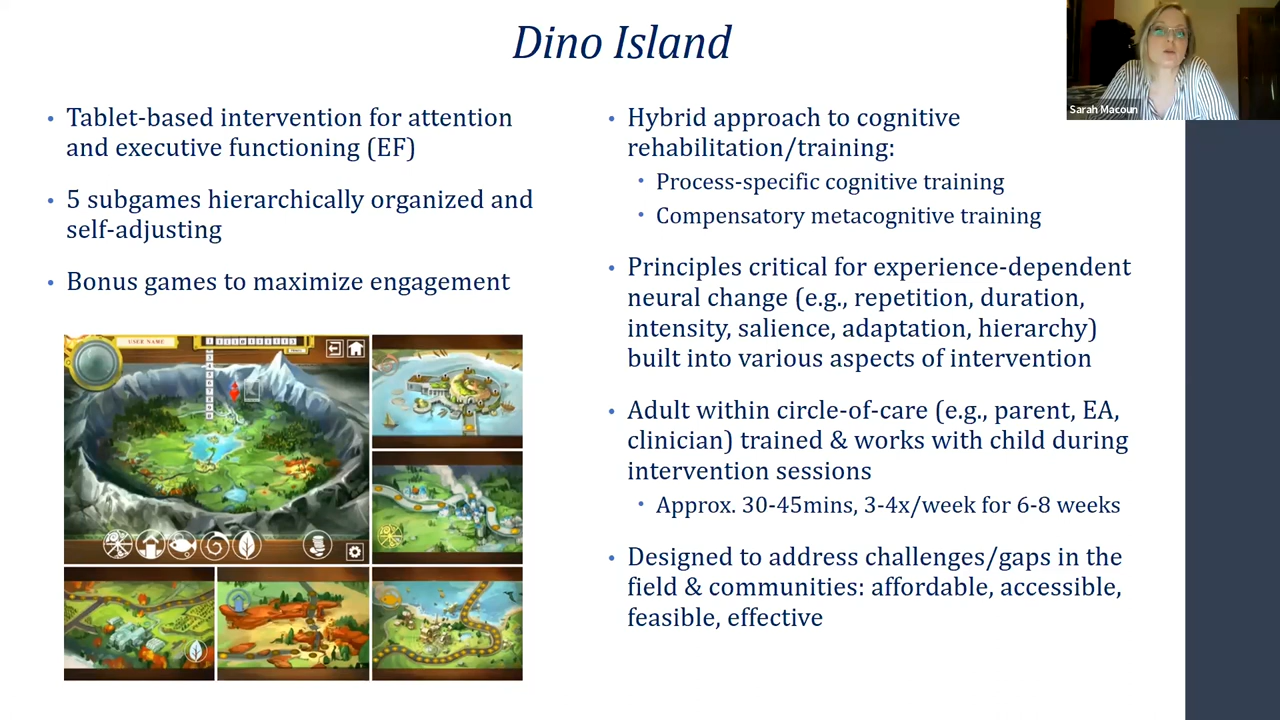 Dino Island
Sarah Macoun
• Tablet-based intervention for attention
and executive functioning (EF)
• 5 subgames hierarchically organized and
self-adjusting
• Bonus games to maximize engagement
USER NAME
• Hybrid approach to cognitive
rehabilitation/training:
• Process-specific cognitive training
• Compensatory metacognitive training
• Principles critical for experience-dependent
neural change (e.g., repetition, duration,
intensity, salience, adaptation, hierarchy)
built into various aspects of intervention
• Adult within circle-of-care (e.g., parent, EA,
clinician) trained & works with child during
intervention sessions
• Approx. 30-45mins, 3-4x/week for 6-8 weeks
• Designed to address challenges/gaps in the
field & communities: affordable, accessible,
feasible, effective